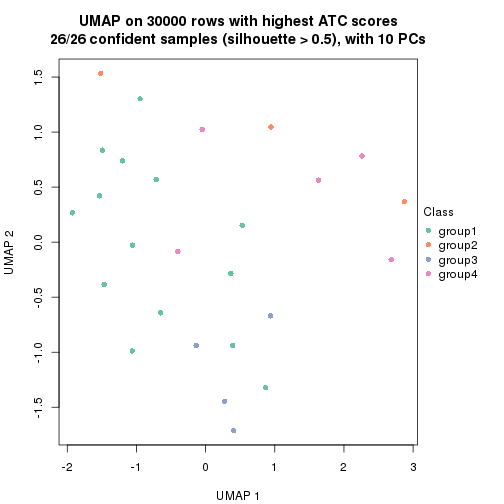 UMAP on 30000 rows with highest ATC scores
26/26 confident samples (silhouette > 0.5), with 10 PCs
1.5
1.0
0.5
0.0
-0.5
-1.0
-1.5
UMAP 2
-2
-1
0
1
2
3
UMAP 1
Class
group1
group2
group3
group4